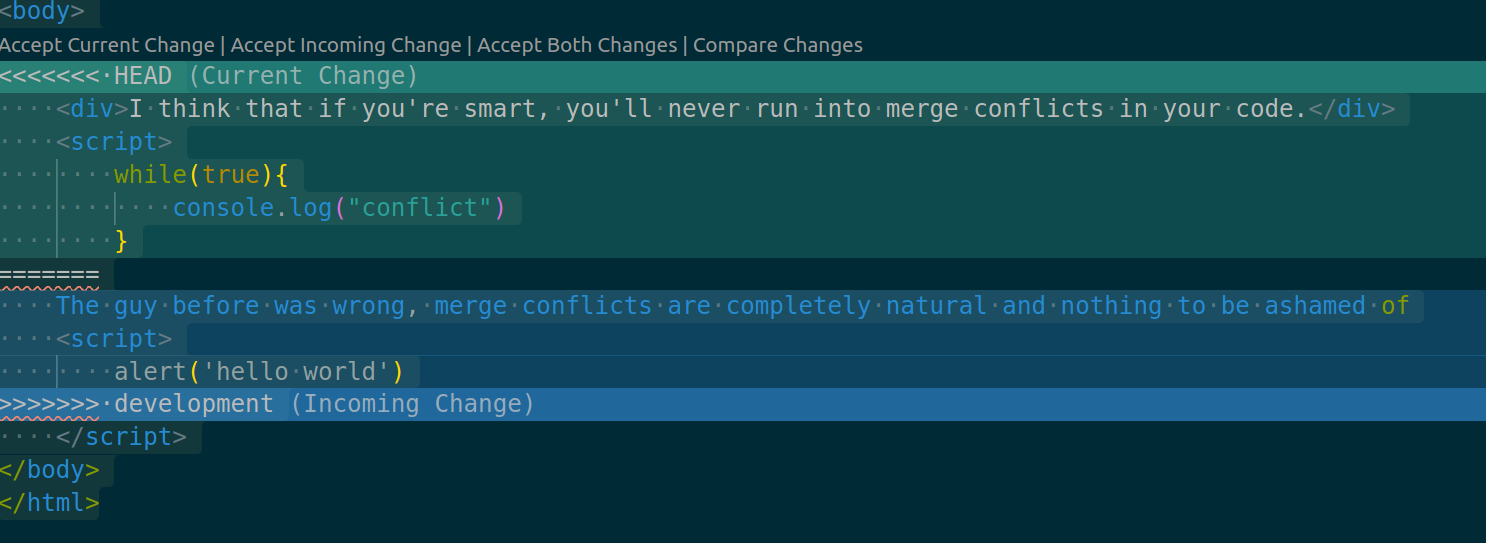 <body>
Accept Current Change | Accept Incoming Change | Accept Both Changes | Compare Changes
<<<<<<< HEAD (Current Change)
    <div>I think that if you're smart, you'll never run into merge conflicts in your code.</div>
    <script>
        while(true){
            console.log("conflict")
        }
=======
    The guy before was wrong, merge conflicts are completely natural and nothing to be ashamed of
    <script>
        alert('hello world')
>>>>>>> development (Incoming Change)
    </script>
</body>
</html>